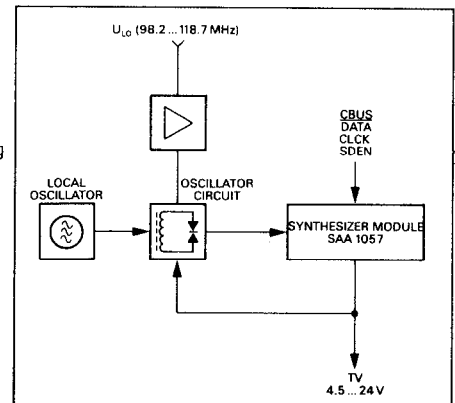 U_LO (98.2 ... 118.7 MHz)
g
CBUS
DATA
CLCK
SDEN
LOCAL
OSCILLATOR
OSCILLATOR
CIRCUIT
SYNTHESIZER MODULE
SAA 1057
TV
4.5 ... 24 V